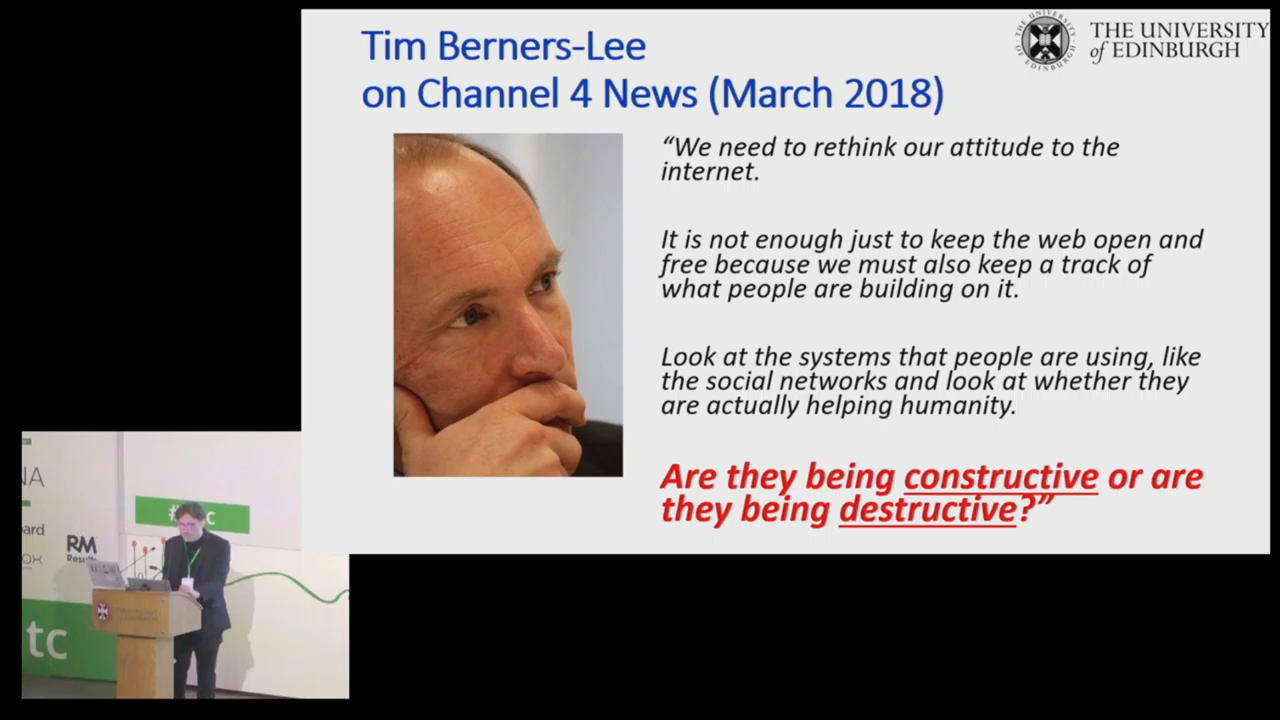 Tim Berners-Lee
on Channel 4 News (March 2018)
THE UNIVERSITY
of EDINBURGH
“We need to rethink our attitude to the
internet.
It is not enough just to keep the web open and
free because we must also keep a track of
what people are building on it.
Look at the systems that people are using, like
the social networks and look at whether they
are actually helping humanity.
Are they being constructive or are
they being destructive?”
RM
tc